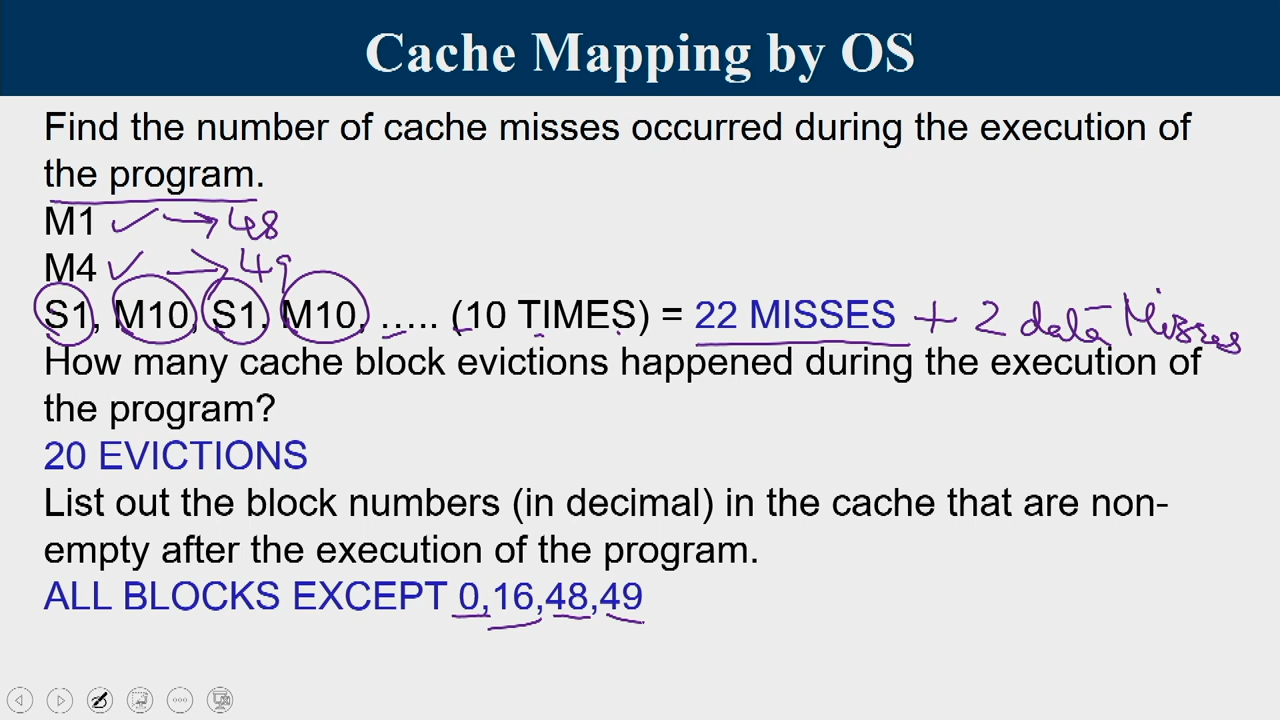 Cache Mapping by OS
Find the number of cache misses occurred during the execution of
the program.
M1 → 48
M4 → 49
S1, M10, S1. M10, ….. (10 TIMES) = 22 MISSES + 2 data Misses
How many cache block evictions happened during the execution of
the program?
20 EVICTIONS
List out the block numbers (in decimal) in the cache that are non-
empty after the execution of the program.
ALL BLOCKS EXCEPT 0,16,48,49